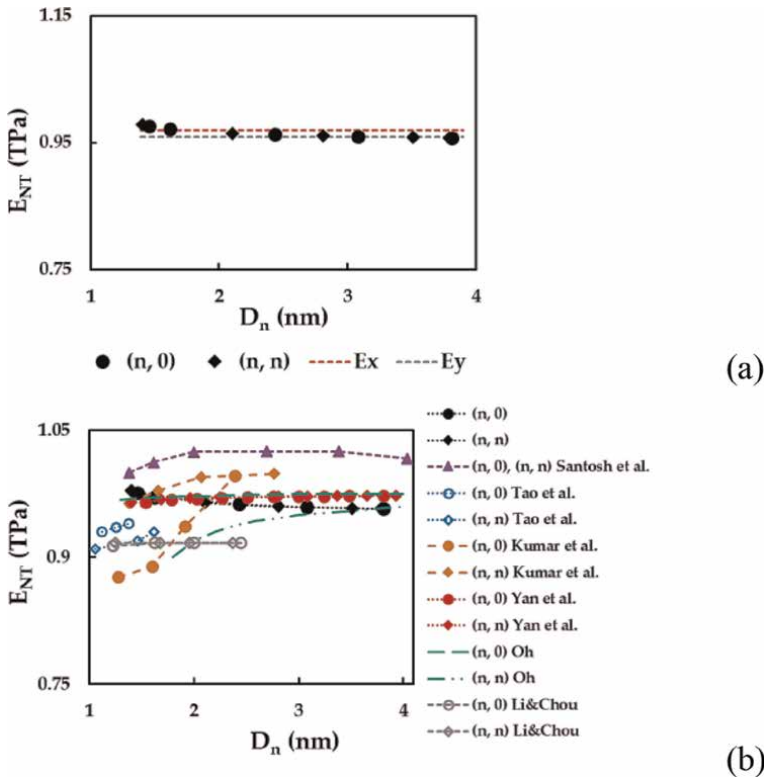 1.15
0.95
0.75
E_NT (TPa)
1 2 3 4
D_n (nm)
(n, 0) (n, n) Ex Ey
(a)
1.05
0.9
0.75
E_NT (TPa)
1 2 3 4
D_n (nm)
(n, 0)
(n, n)
(n, 0), (n, n) Santosh et al.
(n, 0) Tao et al.
(n, n) Tao et al.
(n, 0) Kumar et al.
(n, n) Kumar et al.
(n, 0) Yan et al.
(n, n) Yan et al.
(n, 0) Oh
(n, n) Oh
(n, 0) Li&Chou
(n, n) Li&Chou
(b)